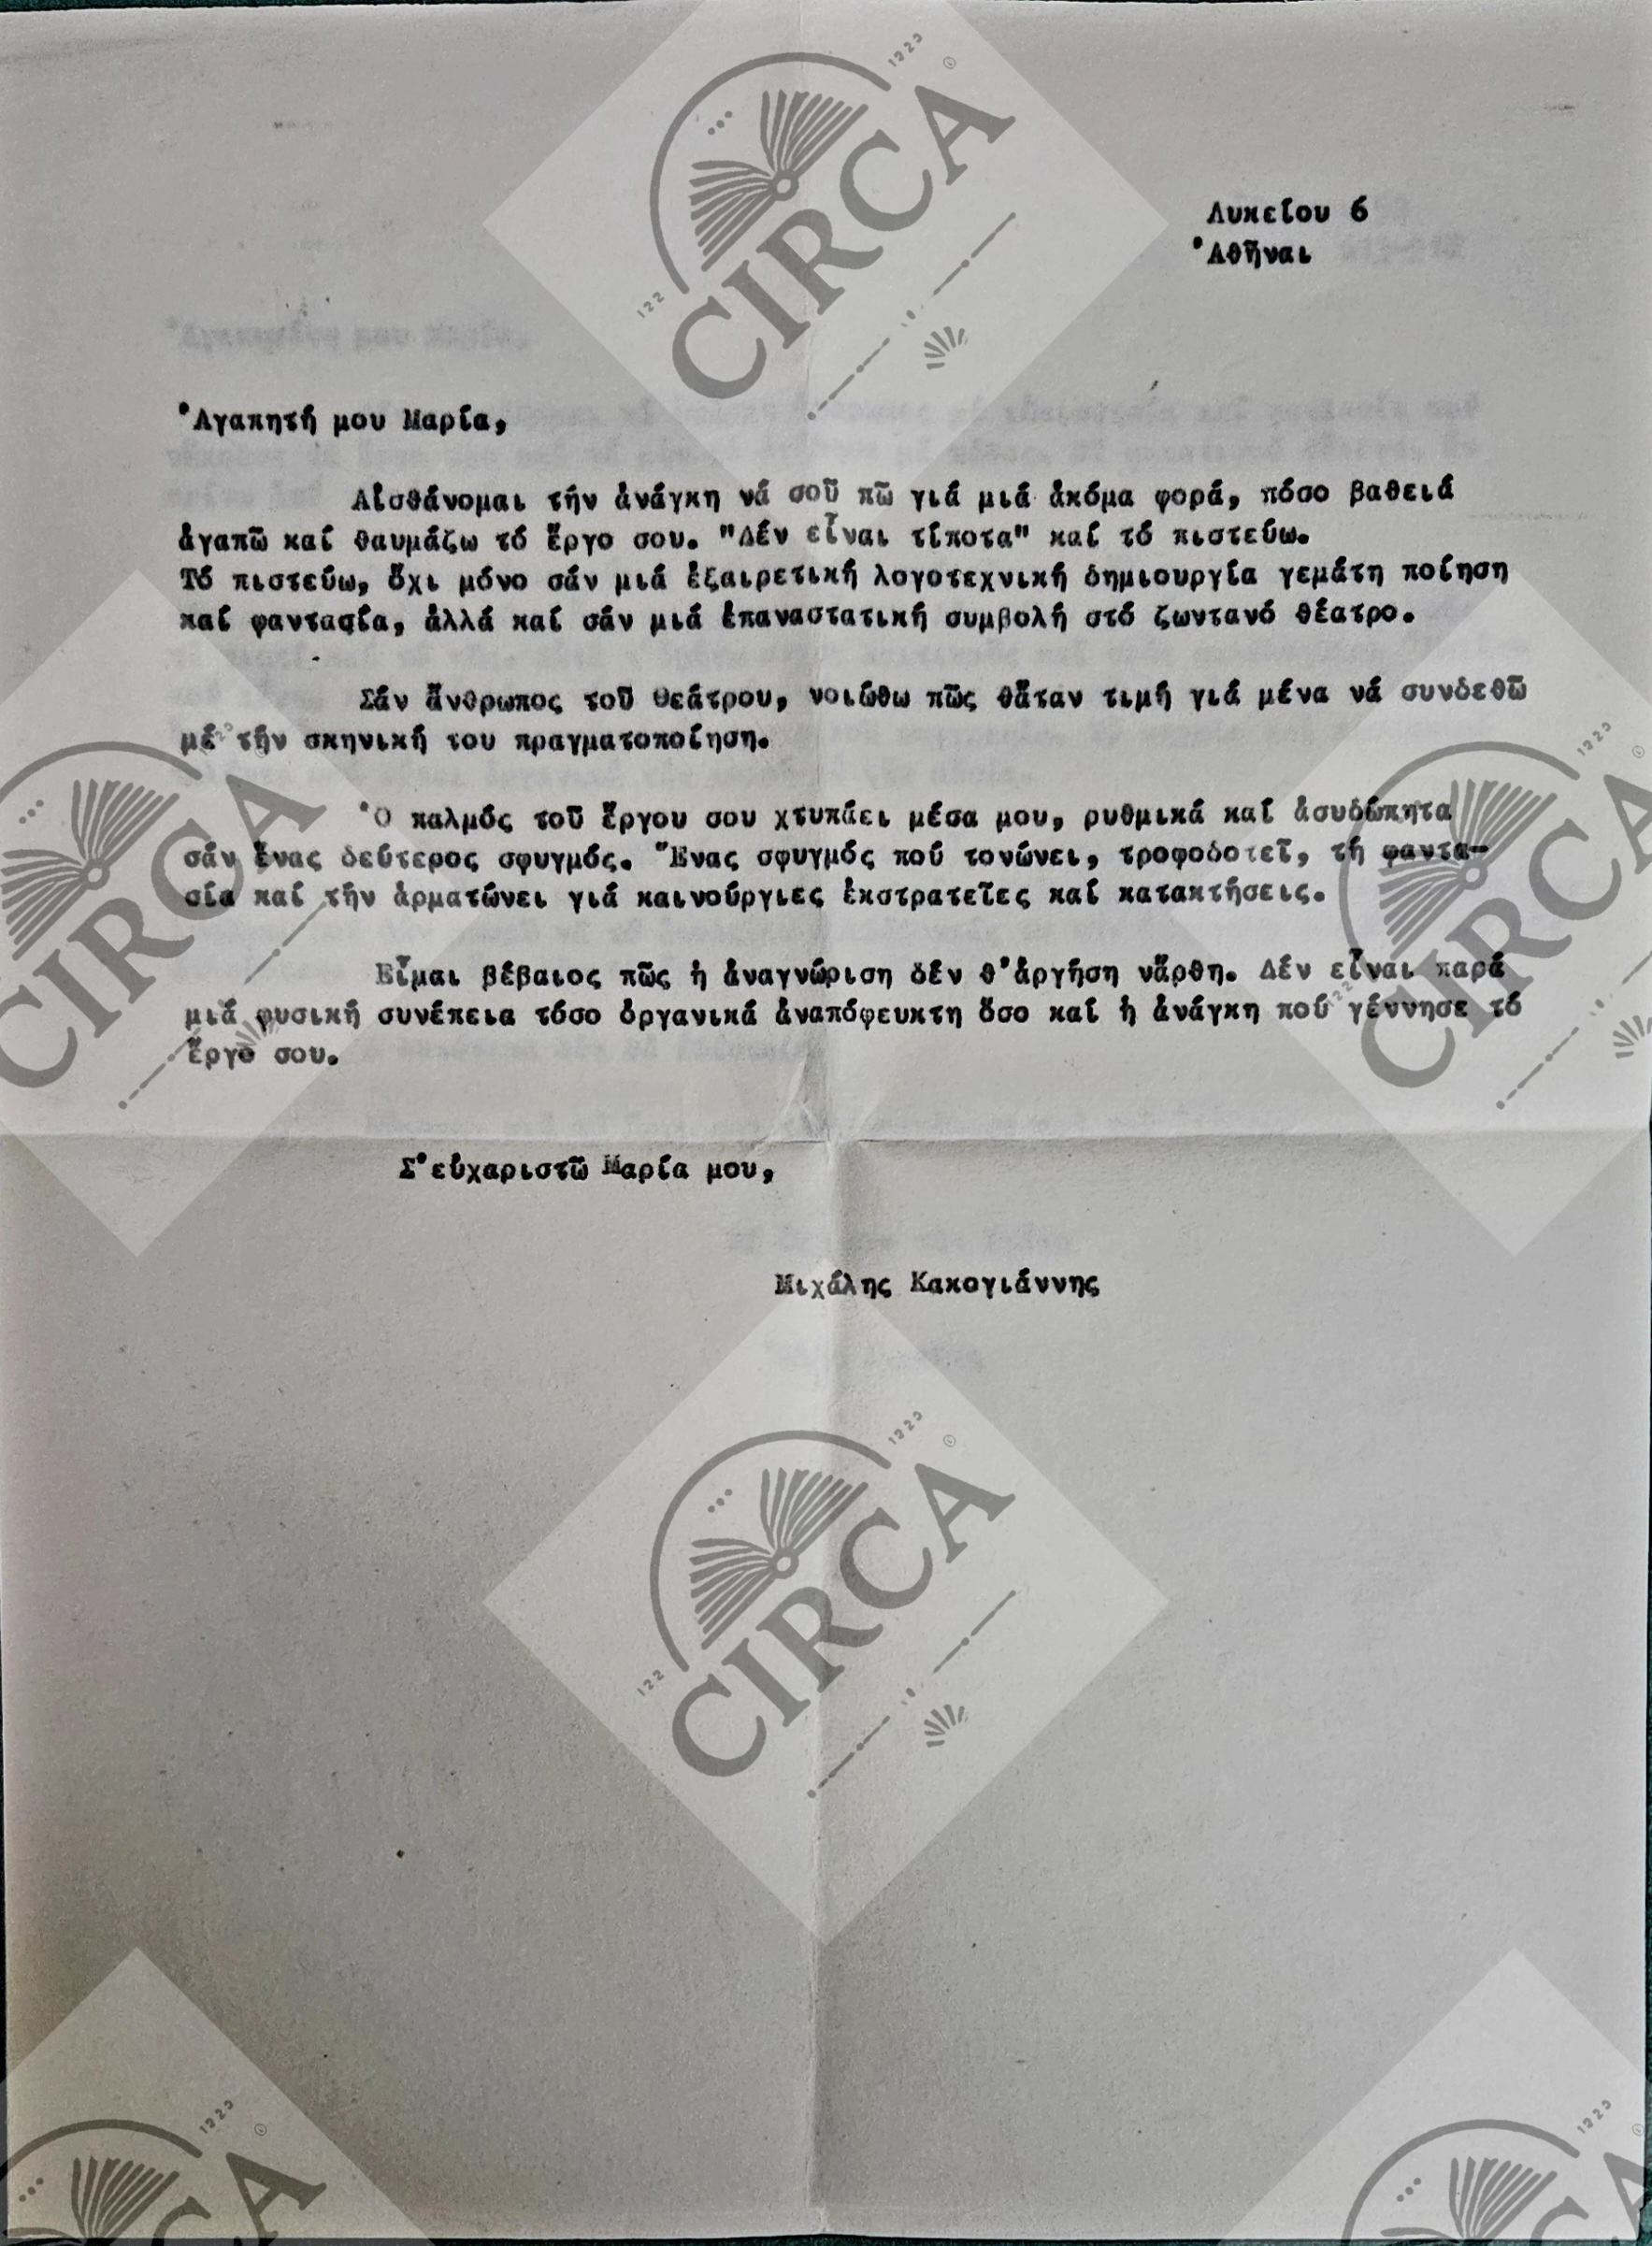 Λυκείου 6
Ἀθῆναι
Ἀγαπητή μου Μαρία,
Αἰσθάνομαι τήν ἀνάγκη νά σοῦ πῶ γιά μιά ἀκόμα φορά, πόσο βαθειά
ἀγαπῶ καί θαυμάζω τό ἔργο σου. "Δέν εἶναι τίποτα" καί τό πιστεύω.
Τό πιστεύω, ὄχι μόνο σάν μιά ἐξαιρετική λογοτεχνική δημιουργία γεμάτη ποίηση
καί φαντασία, ἀλλά καί σάν μιά ἐπαναστατική συμβολή στό ζωντανό θέατρο.
Σάν ἄνθρωπος τοῦ θεάτρου, νοιώθω πῶς θἄταν τιμή γιά μένα νά συνδεθῶ
μέ τήν σκηνική του πραγματοποίηση.
Ὁ παλμός τοῦ ἔργου σου χτυπάει μέσα μου, ρυθμικά καί ἀσυδώπητα
σάν ἕνας δεύτερος σφυγμός. Ἕνας σφυγμός πού τονώνει, τροφοδοτεῖ, τή φαντα-
σία καί τήν ἁρματώνει γιά καινούργιες ἐκστρατεῖες καί κατακτήσεις.
Εἶμαι βέβαιος πῶς ἡ ἀναγνώριση δέν θ'ἀργήση νἄρθη. Δέν εἶναι παρά
μιά φυσική συνέπεια τόσο ὀργανικά ἀναπόφευκτη ὅσο καί ἡ ἀνάγκη πού γέννησε τό
ἔργο σου.
Σ'εὐχαριστῶ Μαρία μου,
Μιχάλης Κακογιάννης
CIRCA
CIRCA
CIRCA
CIRCA